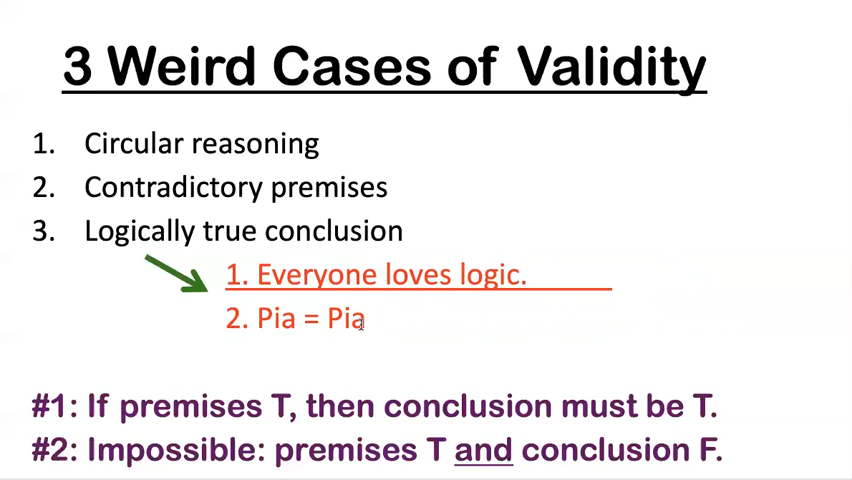 3 Weird Cases of Validity
1. Circular reasoning
2. Contradictory premises
3. Logically true conclusion
1. Everyone loves logic.
2. Pia = Pia
#1: If premises T, then conclusion must be T.
#2: Impossible: premises T and conclusion F.